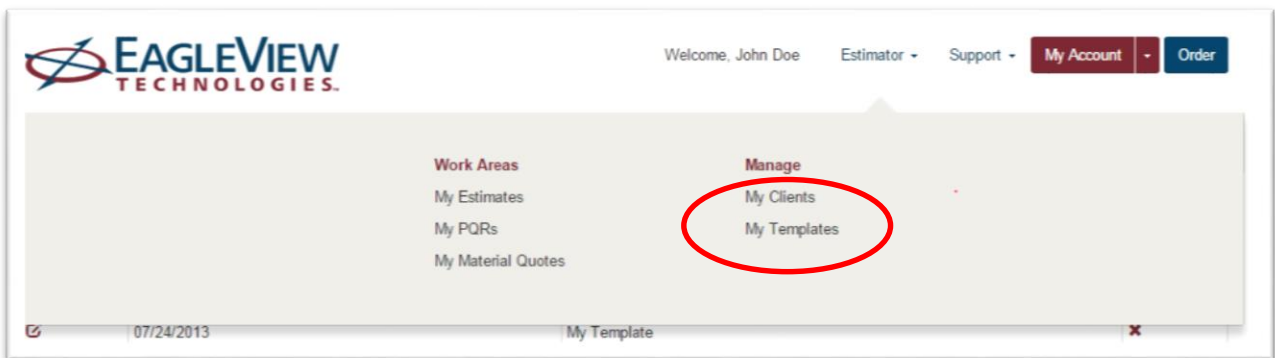 EAGLEVIEW
TECHNOLOGIES
Welcome, John Doe Estimator Support My Account Order
Work Areas Manage
My Estimates My Clients
My PQRs My Templates
My Material Quotes
07/24/2013 My Template